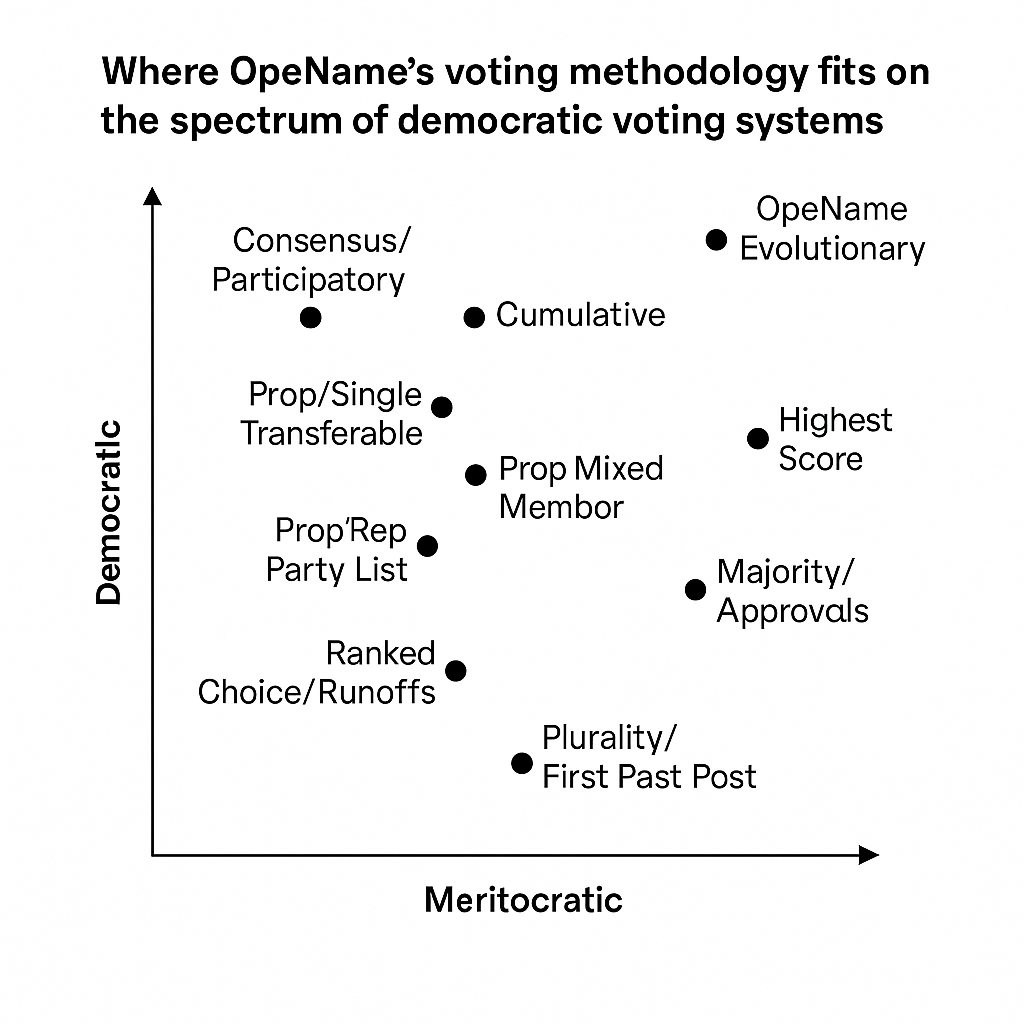 Where OpeName’s voting methodology fits on
the spectrum of democratic voting systems
OpeName
Evolutionary
Consensus/
Participatory
Cumulative
Prop/Single
Transferable
Highest
Score
Prop Mixed
Membor
Prop'Rep
Party List
Majority/
Approvals
Ranked
Choice/Runoffs
Plurality/
First Past Post
Democratlc
Meritocratic